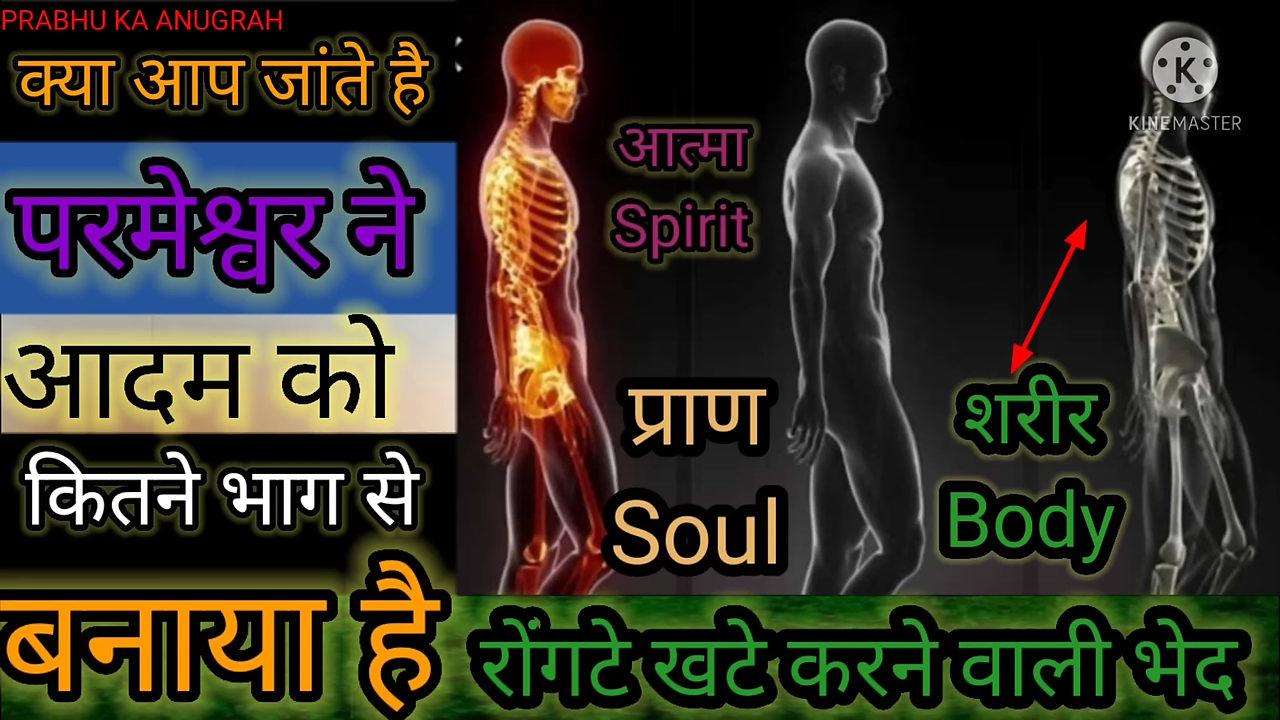 PRABHU KA ANUGRAH
क्या आप जांते है
परमेश्वर ने
आदम को
कितने भाग से
बनाया है
आत्मा
Spirit
प्राण
Soul
शरीर
Body
K
KINEMASTER
रोंगटे खटे करने वाली भेद